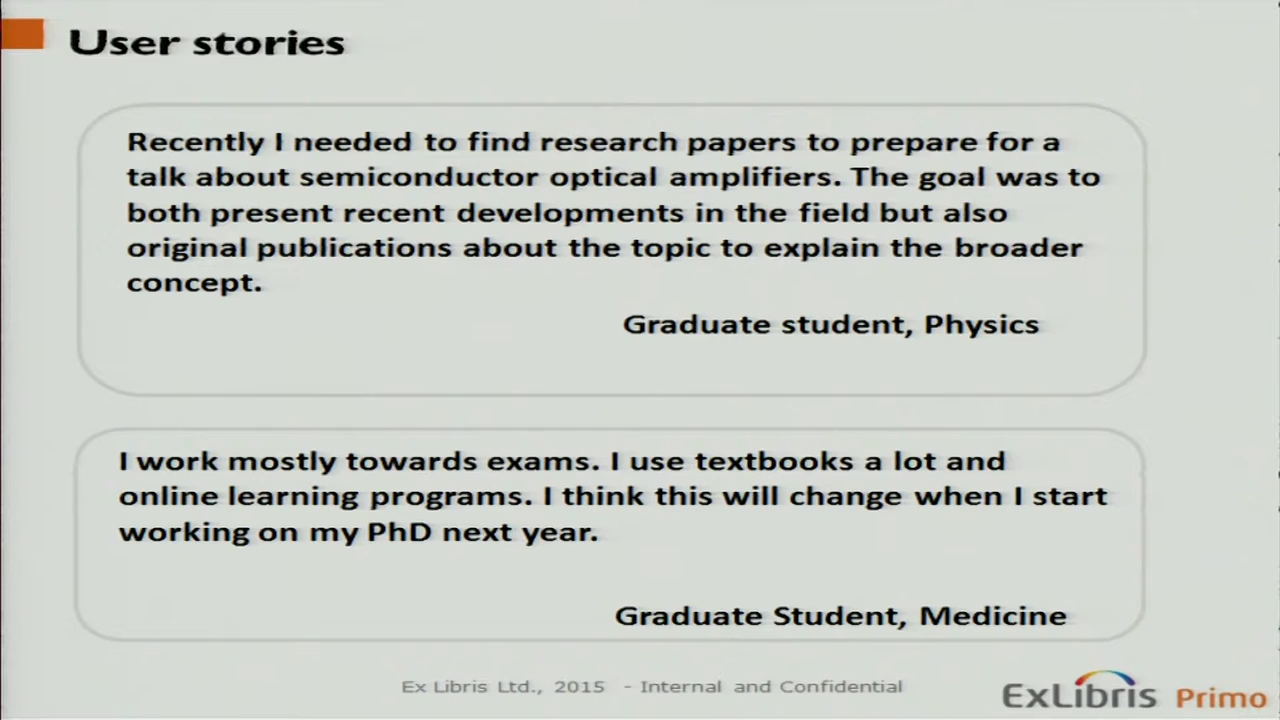 User stories
Recently I needed to find research papers to prepare for a
talk about semiconductor optical amplifiers. The goal was to
both present recent developments in the field but also
original publications about the topic to explain the broader
concept.
Graduate student, Physics
I work mostly towards exams. I use textbooks a lot and
online learning programs. I think this will change when I start
working on my PhD next year.
Graduate Student, Medicine
Ex Libris Ltd., 2015 - Internal and Confidential
ExLibris Primo